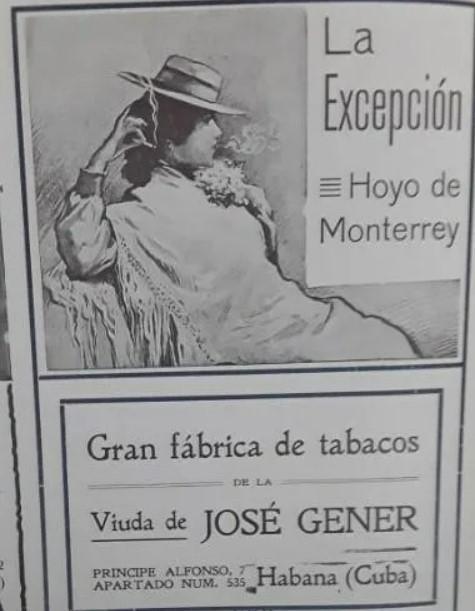 La
Excepción
Hoyo de
Monterrey
Gran fábrica de tabacos
DE LA
Viuda de JOSÉ GENER
PRINCIPE ALFONSO, 7
APARTADO NUM. 535
Habana (Cuba)